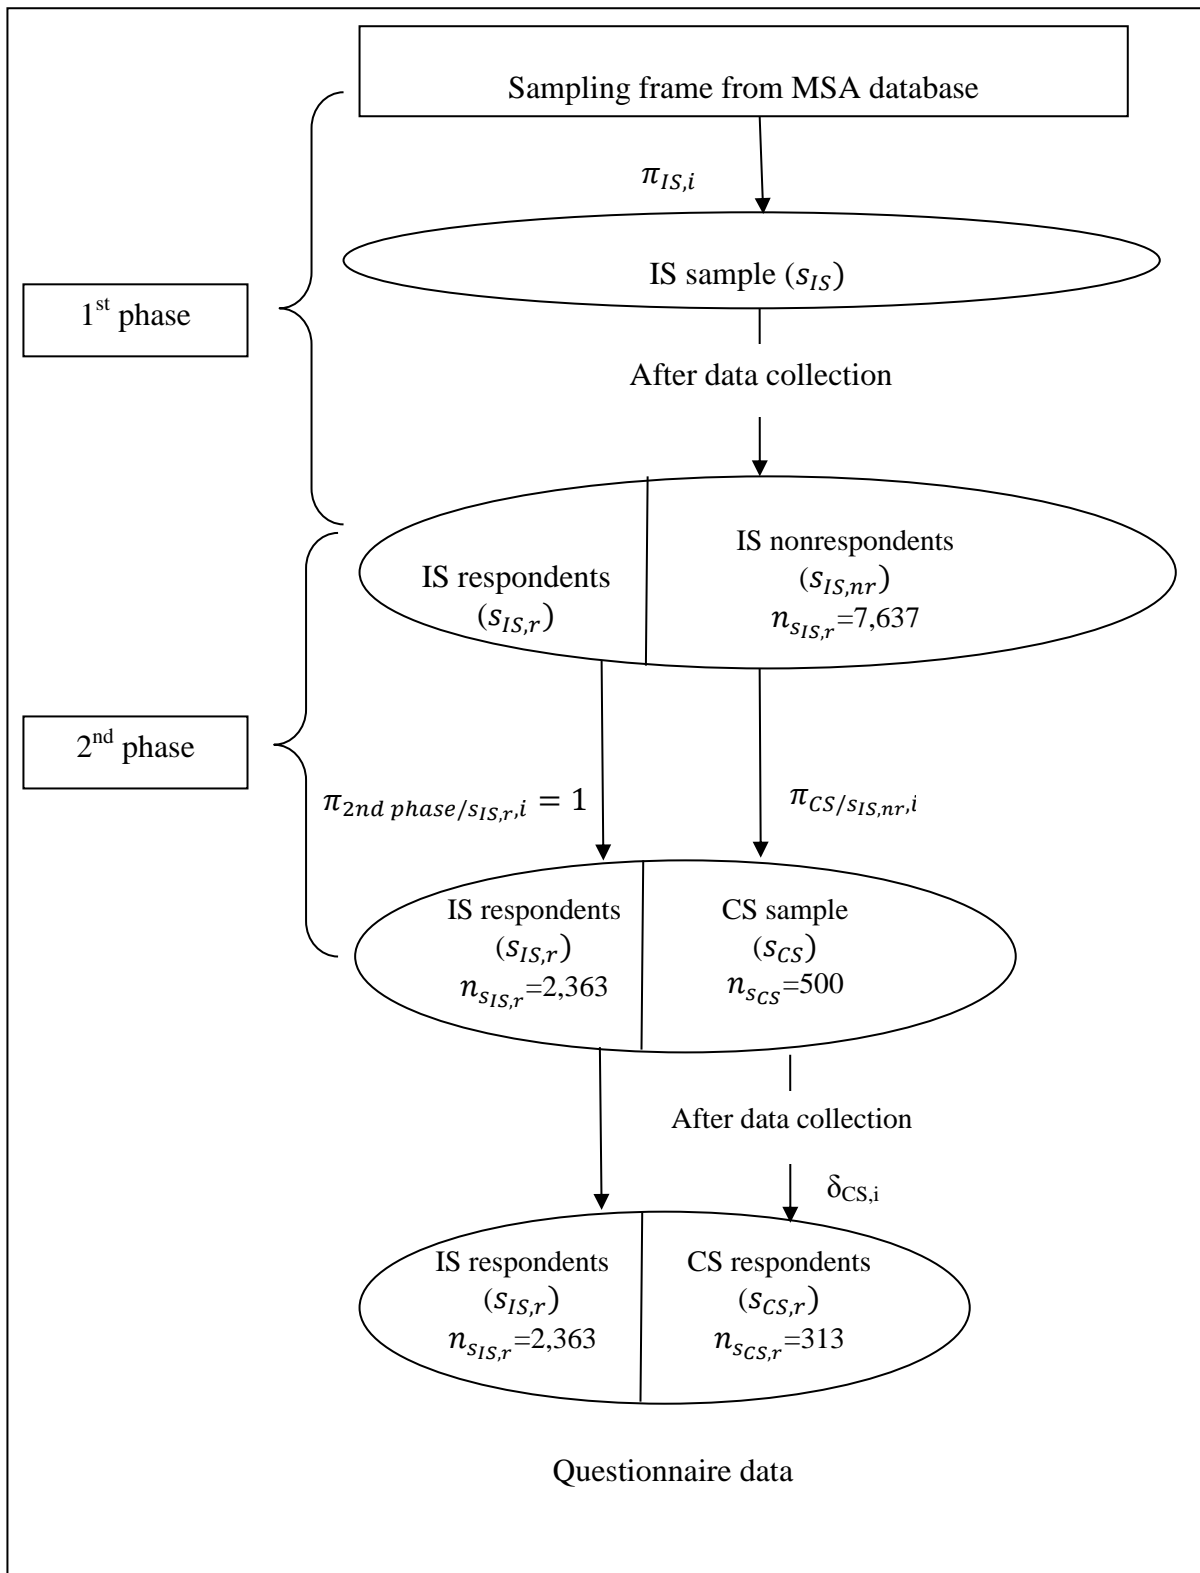 Sampling frame from MSA database
π_{IS,i}
IS sample (s_{IS})
1^{st} phase
After data collection
IS respondents
(s_{IS,r})
IS nonrespondents
(s_{IS,nr})
n_{s_{IS,r}}=7,637
2^{nd} phase
π_{2nd phase/s_{IS,r},i} = 1
π_{CS/s_{IS,nr},i}
IS respondents
(s_{IS,r})
n_{s_{IS,r}}=2,363
CS sample
(s_{CS})
n_{s_{CS}}=500
After data collection
δ_{CS,i}
IS respondents
(s_{IS,r})
n_{s_{IS,r}}=2,363
CS respondents
(s_{CS,r})
n_{s_{CS,r}}=313
Questionnaire data